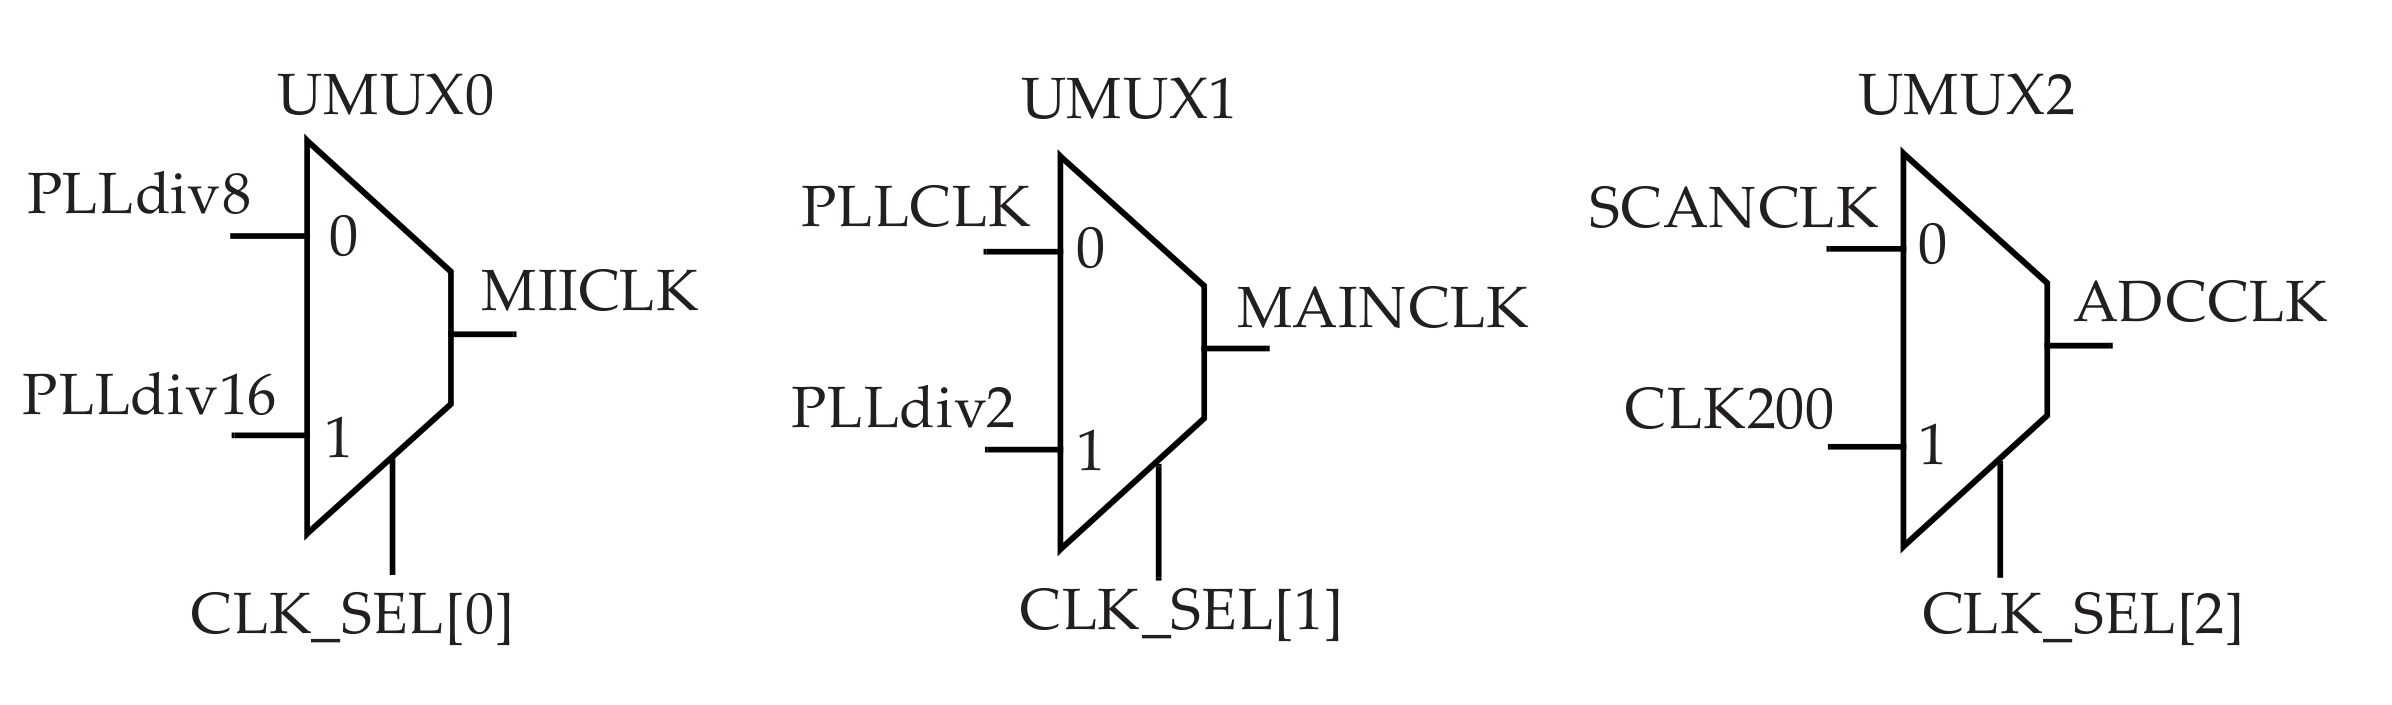 UMUX0
PLLdiv8
0
MIICLK
PLLdiv16
1
CLK_SEL[0]
UMUX1
PLLCLK
0
MAINCLK
PLLdiv2
1
CLK_SEL[1]
UMUX2
SCANCLK
0
ADCCLK
CLK200
1
CLK_SEL[2]